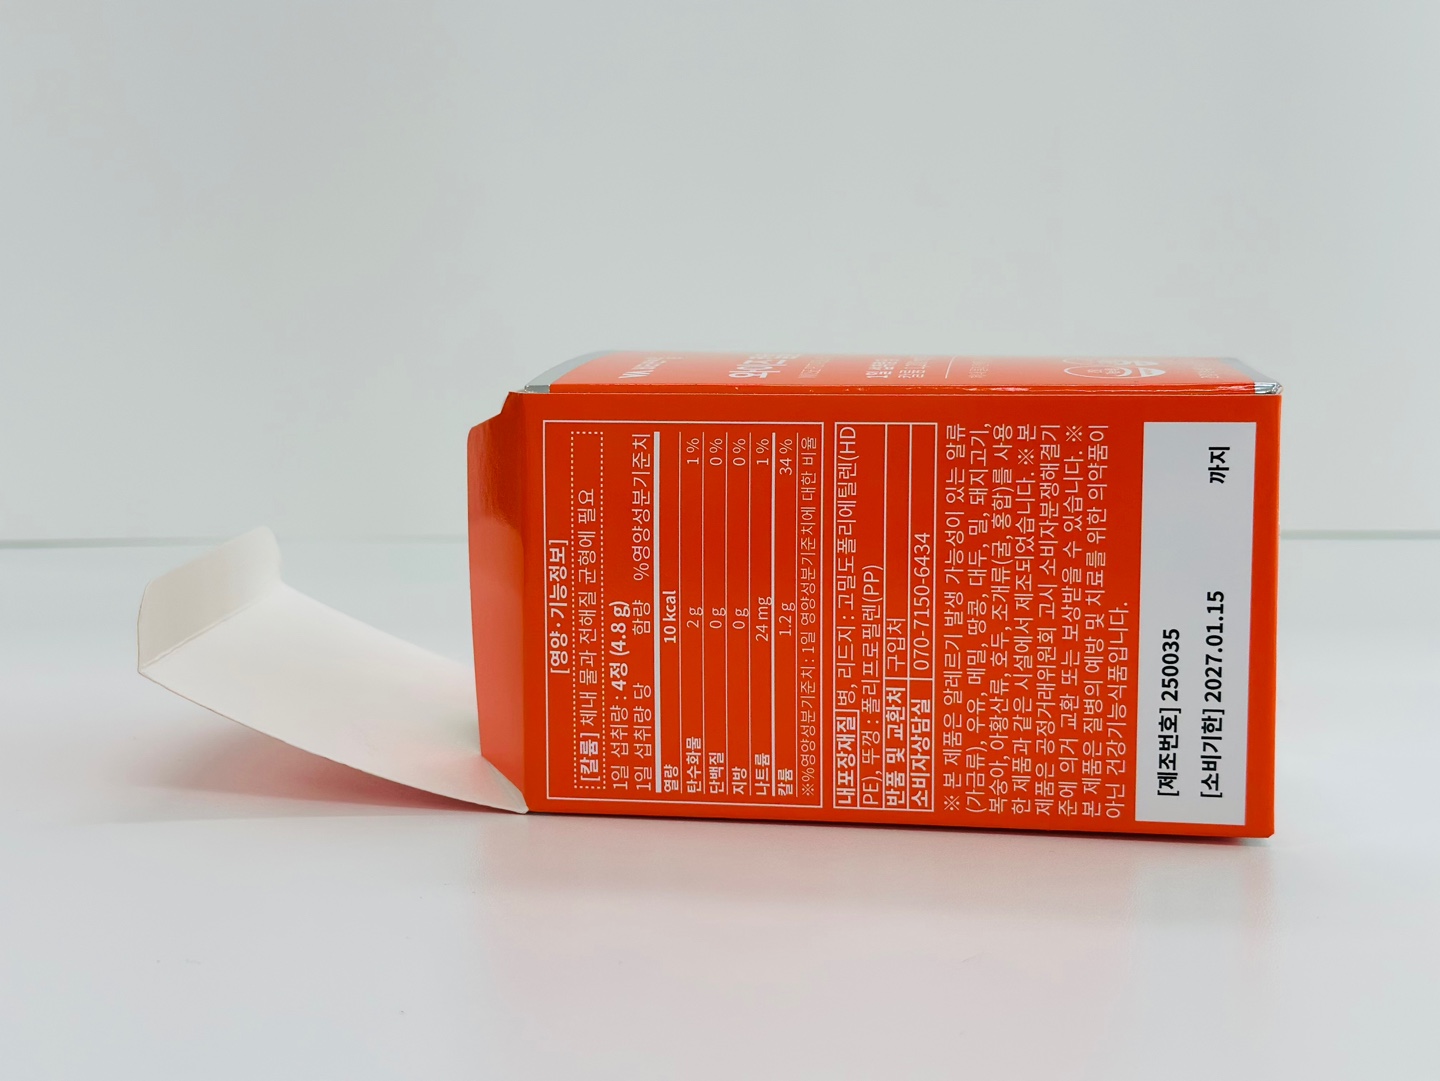 [영양·기능정보]
[칼륨] 체내 물과 전해질 균형에 필요
1일 섭취량 : 4정 (4.8 g)
1일 섭취량 당 함량 %영양성분기준치
열량 10 kcal
탄수화물 2 g 1 %
단백질 0 g 0 %
지방 0 g 0 %
나트륨 24 mg 1 %
칼륨 1.2 g 34 %
※%영양성분기준치: 1일 영양성분기준치에 대한 비율
내포장재질 병, 리드지 : 고밀도폴리에틸렌(HD
PE), 뚜껑 : 폴리프로필렌(PP)
반품 및 교환처 구입처
소비자상담실 070-7150-6434
※ 본 제품은 알레르기 발생 가능성이 있는 알류
(가금류), 우유, 메밀, 땅콩, 대두, 밀, 돼지고기,
복숭아, 아황산류, 호두, 조개류(굴, 홍합)를 사용
한 제품과 같은 시설에서 제조되었습니다. ※ 본
제품은 공정거래위원회 고시 소비자분쟁해결기
준에 의거 교환 또는 보상받을 수 있습니다. ※
본 제품은 질병의 예방 및 치료를 위한 의약품이
아닌 건강기능식품입니다.
[제조번호] 250035
[소비기한] 2027.01.15 까지